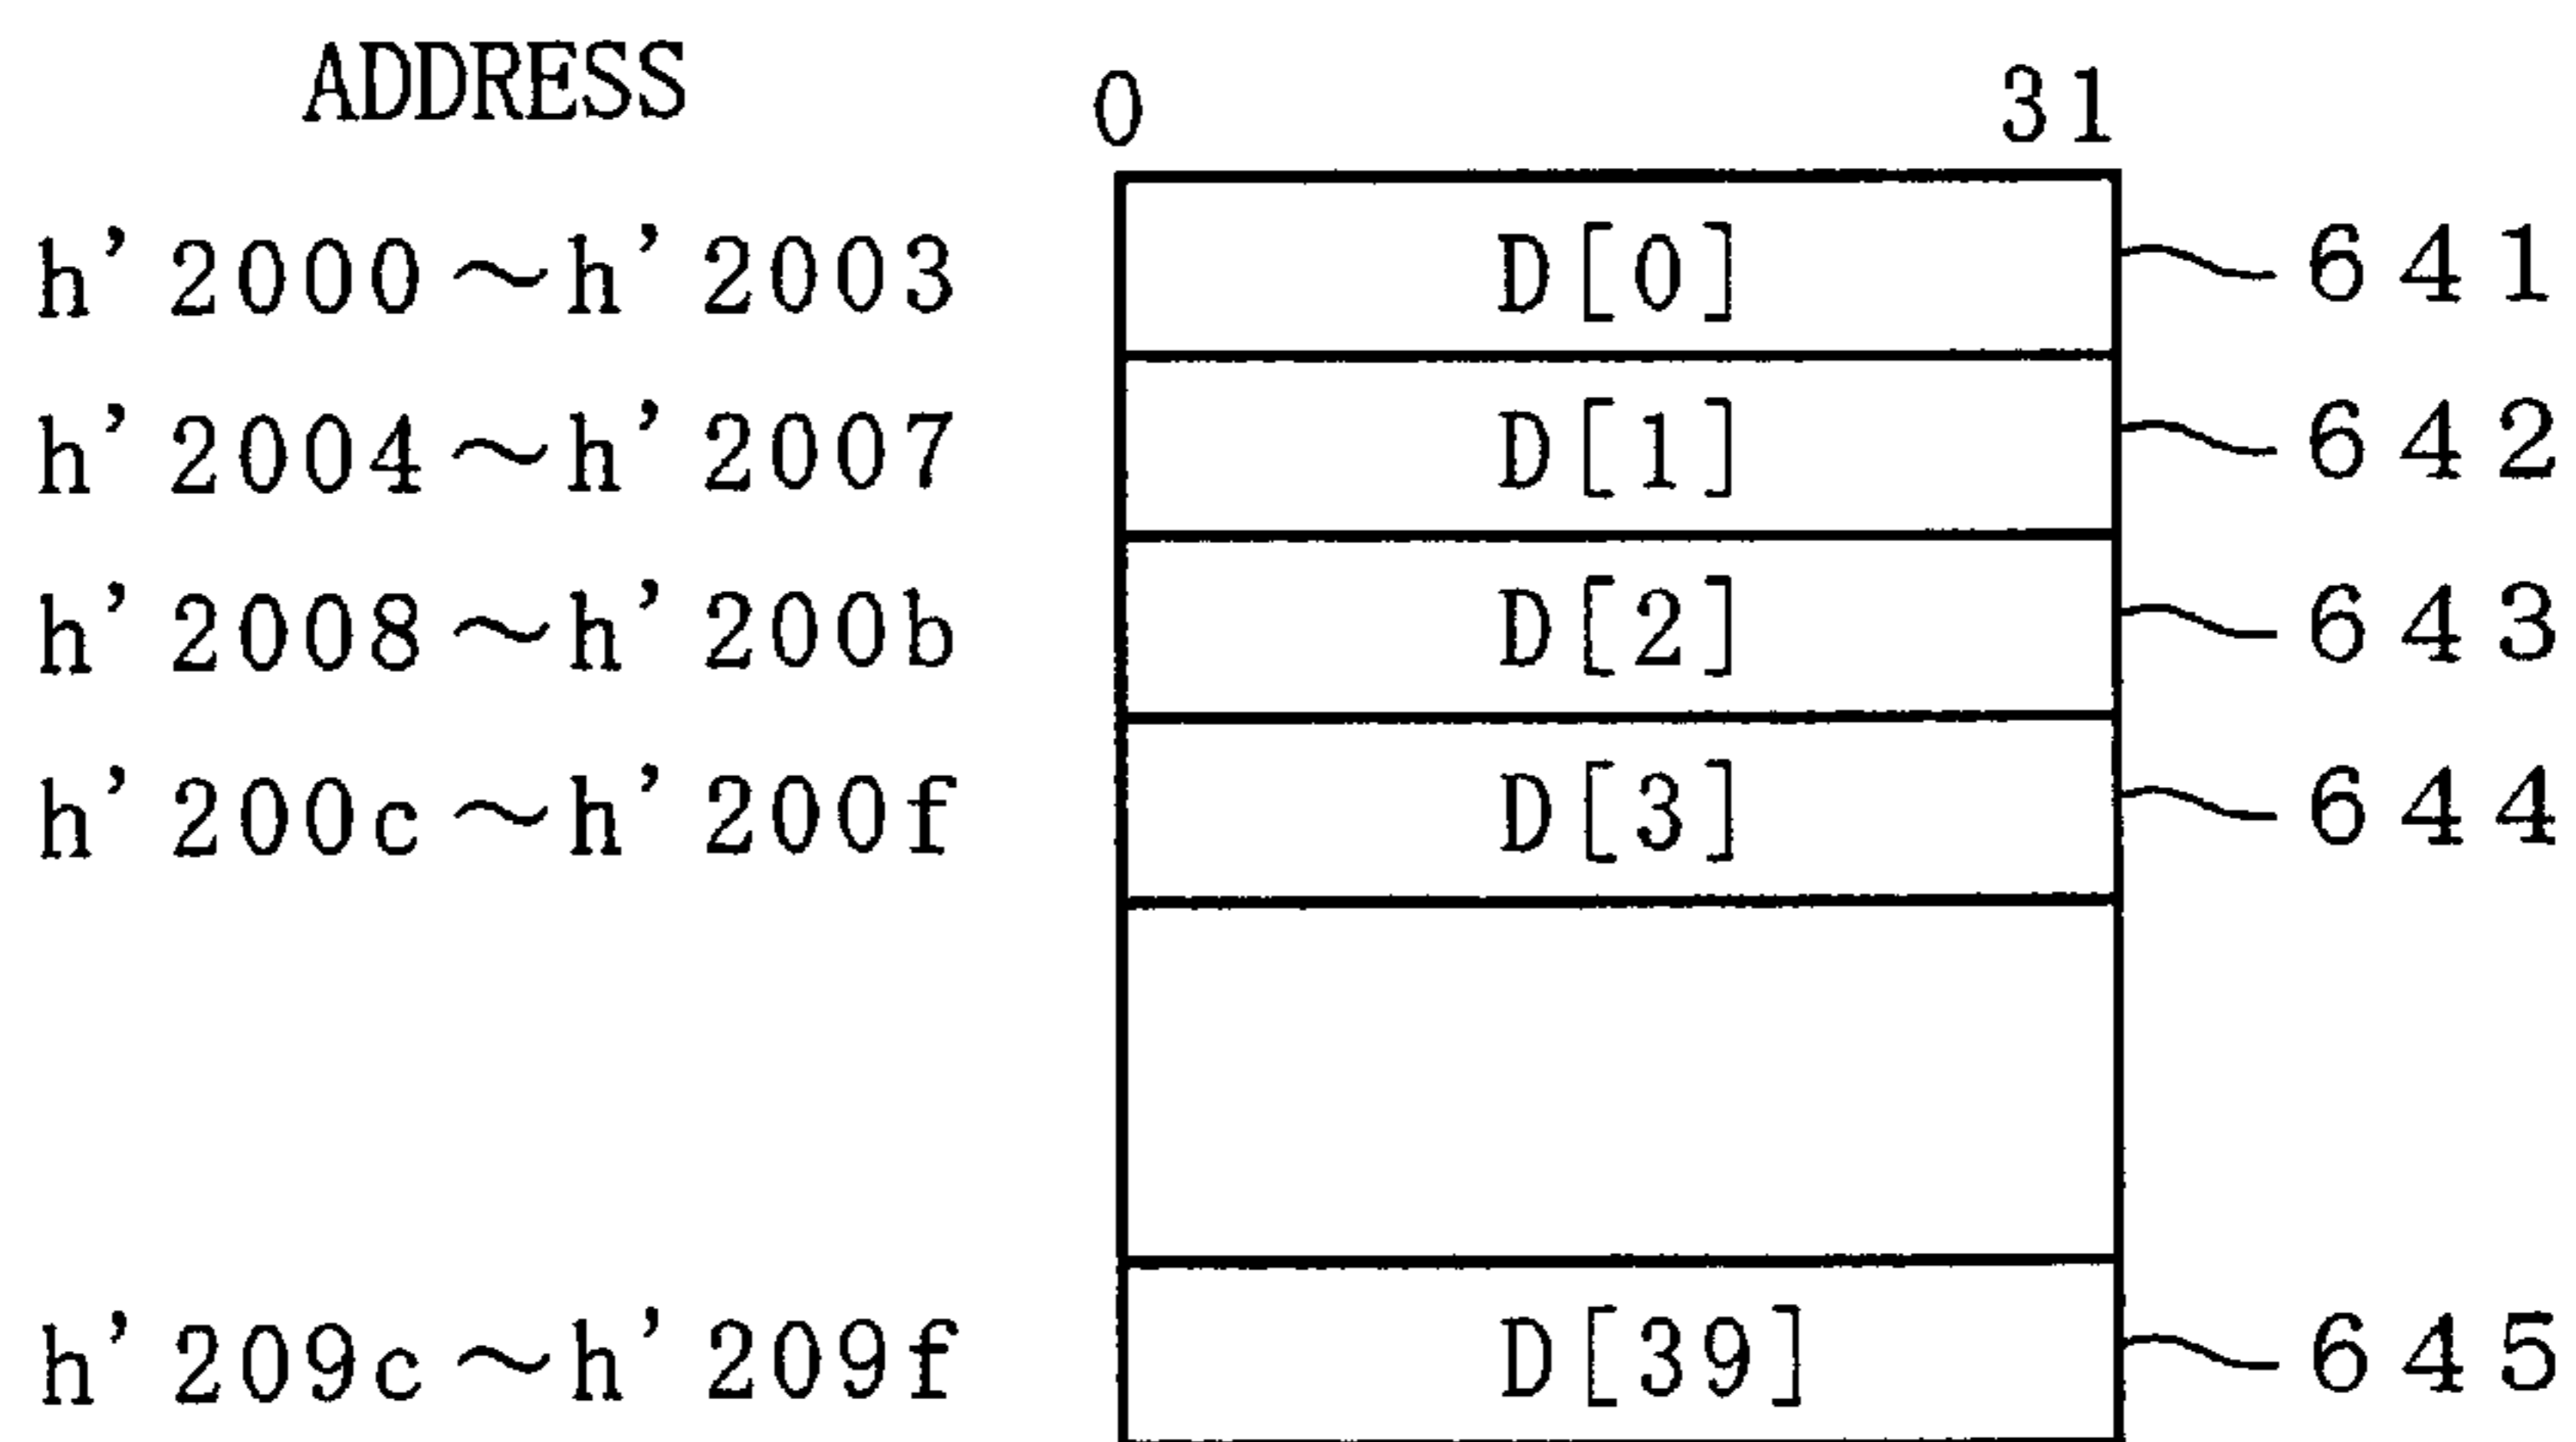 ADDRESS 0 31
h'2000～h'2003 D[0] 641
h'2004～h'2007 D[1] 642
h'2008～h'200b D[2] 643
h'200c～h'200f D[3] 644
h'209c～h'209f D[39] 645